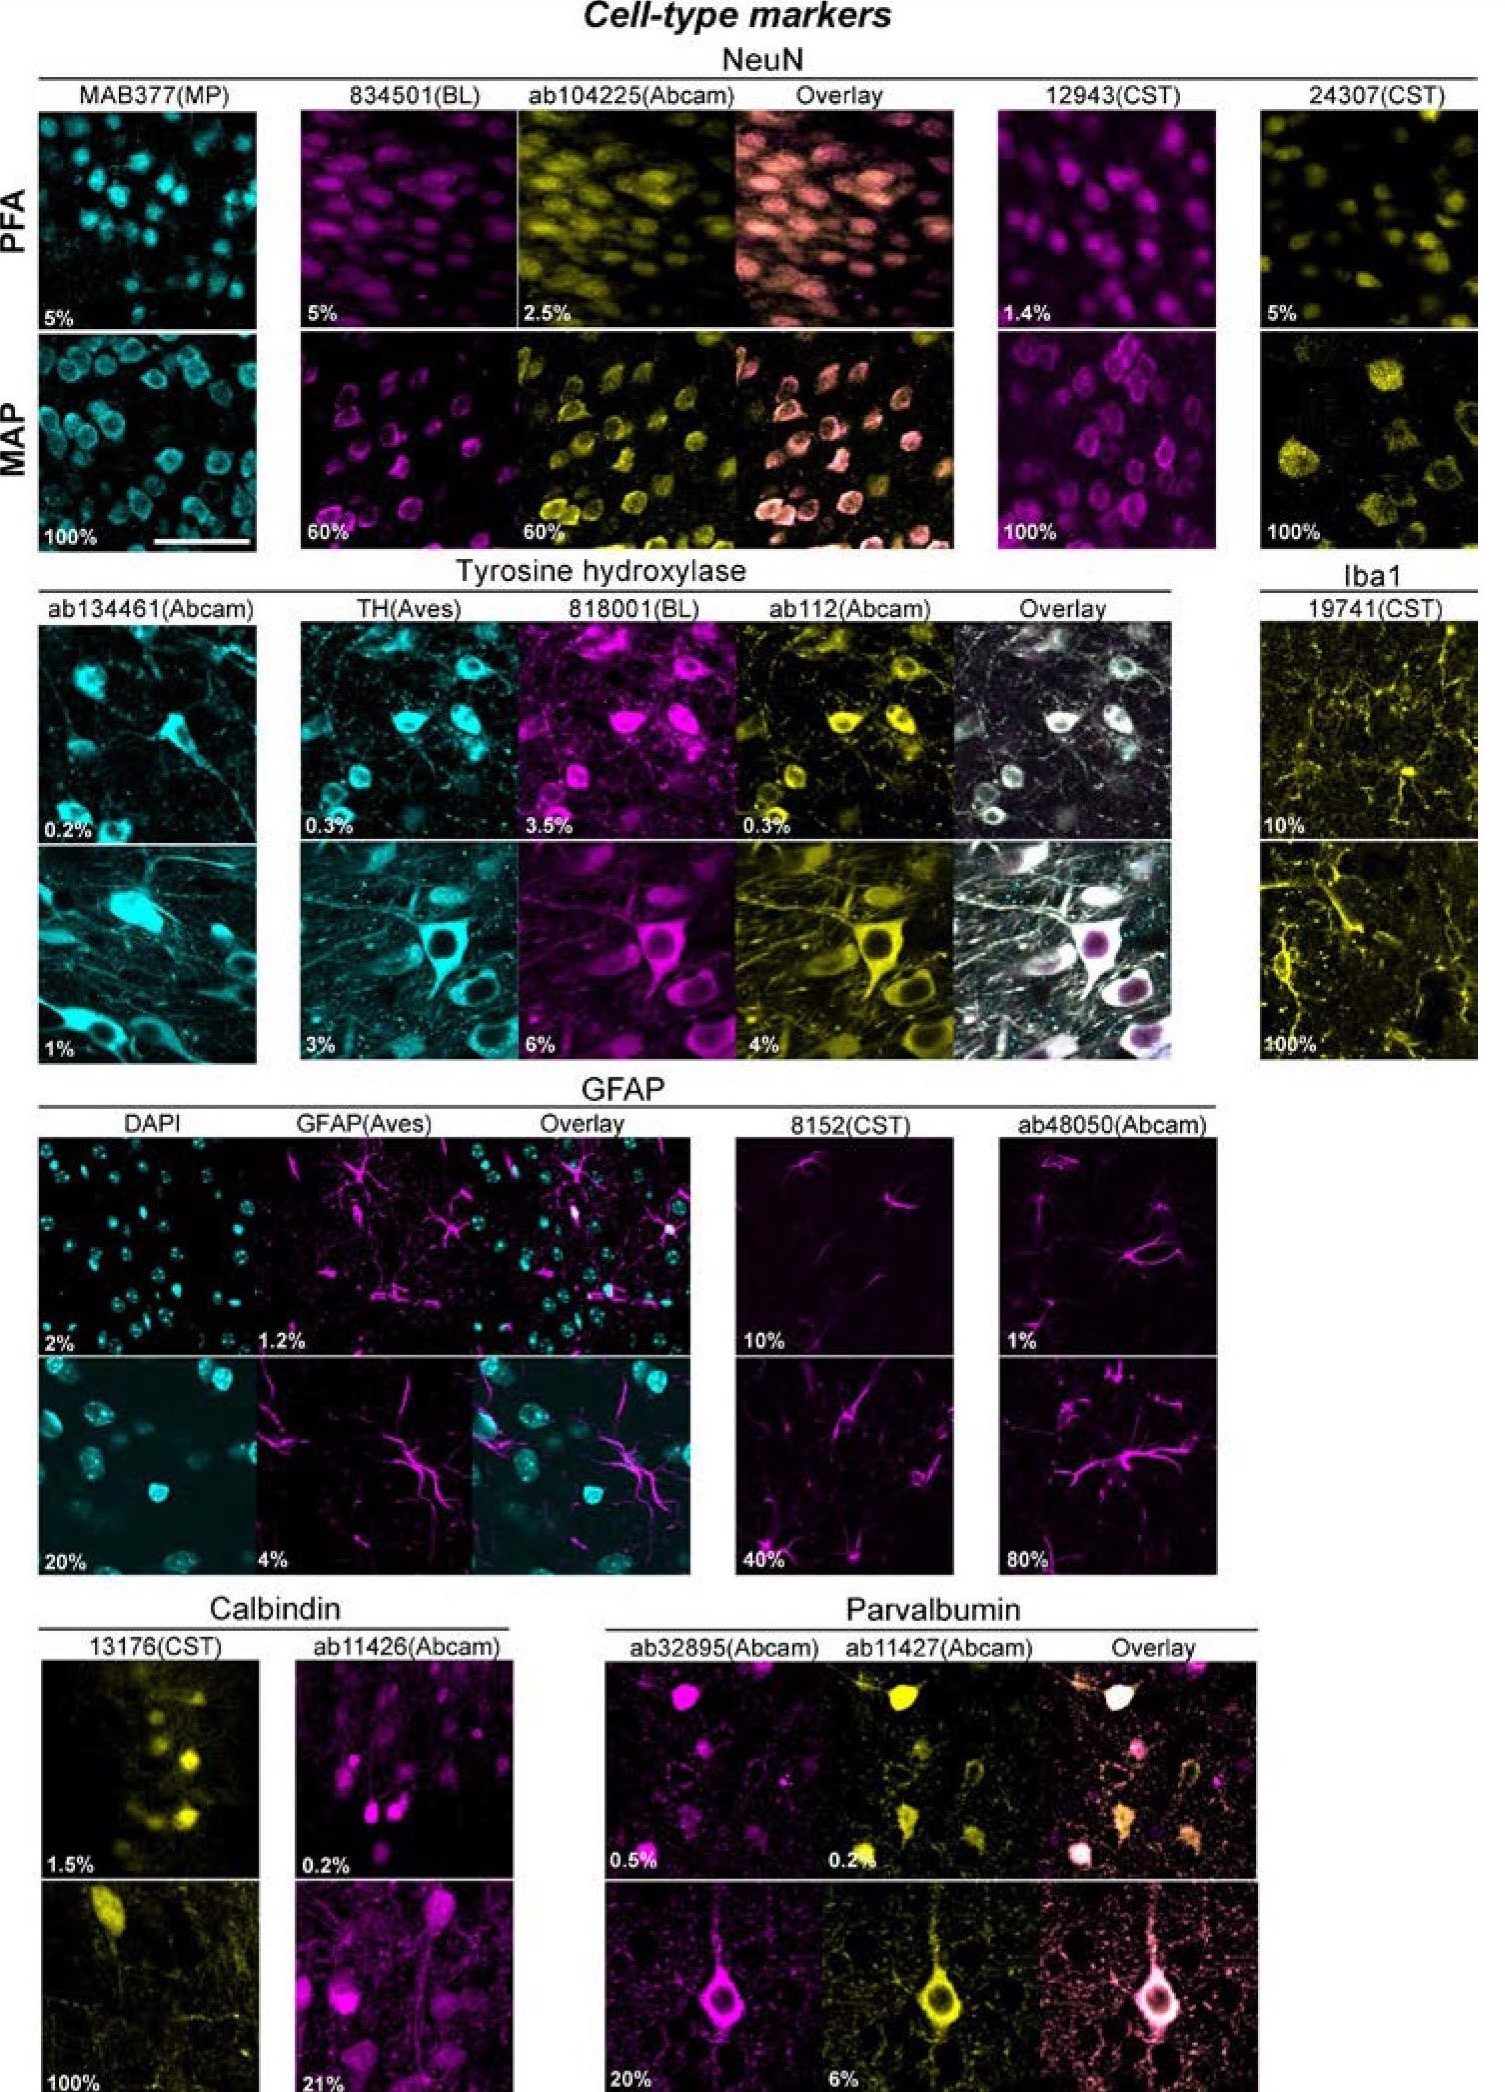 Cell-type markers
NeuN
MAB377(MP) 834501(BL) ab104225(Abcam) Overlay 12943(CST) 24307(CST)
PFA
5% 5% 2.5% 1.4% 5%
MAP
100% 60% 60% 100% 100%
Tyrosine hydroxylase Iba1
ab134461(Abcam) TH(Aves) 818001(BL) ab112(Abcam) Overlay 19741(CST)
0.2% 0.3% 3.5% 0.3% 10%
1% 3% 6% 4% 100%
GFAP
DAPI GFAP(Aves) Overlay 8152(CST) ab48050(Abcam)
2% 1.2% 10% 1%
20% 4% 40% 80%
Calbindin Parvalbumin
13176(CST) ab11426(Abcam) ab32895(Abcam) ab11427(Abcam) Overlay
1.5% 0.2% 0.5% 0.2%
100% 21% 20% 6%